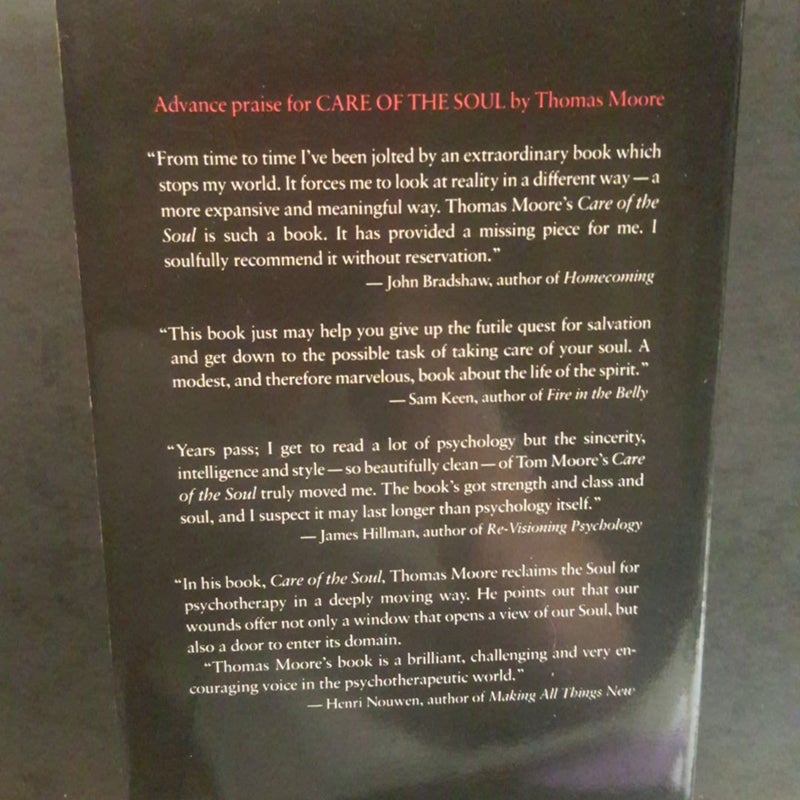 Advance praise for CARE OF THE SOUL by Thomas Moore
“From time to time I’ve been jolted by an extraordinary book which
stops my world. It forces me to look at reality in a different way—a
more expansive and meaningful way. Thomas Moore’s Care of the
Soul is such a book. It has provided a missing piece for me. I
soulfully recommend it without reservation.”
— John Bradshaw, author of Homecoming
“This book just may help you give up the futile quest for salvation
and get down to the possible task of taking care of your soul. A
modest, and therefore marvelous, book about the life of the spirit.”
— Sam Keen, author of Fire in the Belly
“Years pass; I get to read a lot of psychology but the sincerity,
intelligence and style—so beautifully clean—of Tom Moore’s Care
of the Soul truly moved me. The book’s got strength and class and
soul, and I suspect it may last longer than psychology itself.”
— James Hillman, author of Re-Visioning Psychology
“In his book, Care of the Soul, Thomas Moore reclaims the Soul for
psychotherapy in a deeply moving way. He points out that our
wounds offer not only a window that opens a view of our Soul, but
also a door to enter its domain.
“Thomas Moore’s book is a brilliant, challenging and very en-
couraging voice in the psychotherapeutic world.”
— Henri Nouwen, author of Making All Things New